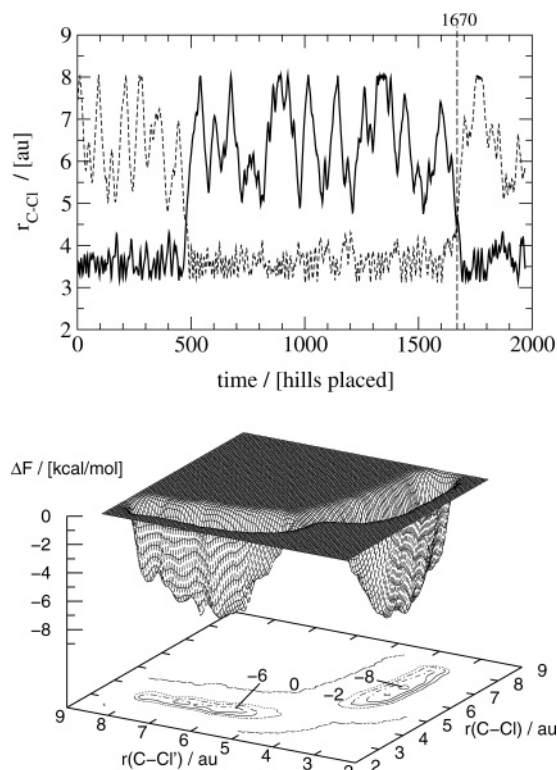 1670
9
8
7
6
5
4
3
2
r_C-Cl / [au]
0 500 1000 1500 2000
time / [hills placed]
ΔF / [kcal/mol]
0
−2
−4
−6
−8
−6 0 −8
−2
9 8 7 6 5 4 3 2
r(C−Cl') / au
2 3 4 5 6 7 8 9
r(C−Cl) / au